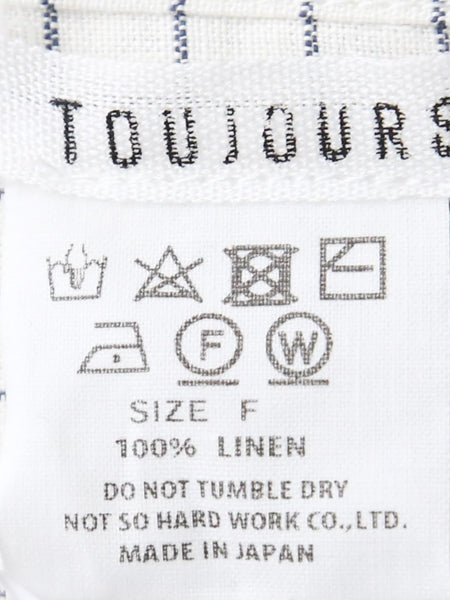 TOUJOURS
F W
SIZE F
100% LINEN
DO NOT TUMBLE DRY
NOT SO HARD WORK CO.,LTD.
MADE IN JAPAN